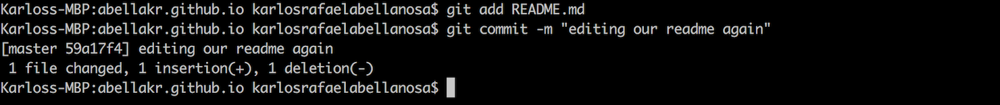 Karloss-MBP:abellakr.github.io karlosrafaelabellanosa$ git add README.md
Karloss-MBP:abellakr.github.io karlosrafaelabellanosa$ git commit -m "editing our readme again"
[master 59a17f4] editing our readme again
 1 file changed, 1 insertion(+), 1 deletion(-)
Karloss-MBP:abellakr.github.io karlosrafaelabellanosa$